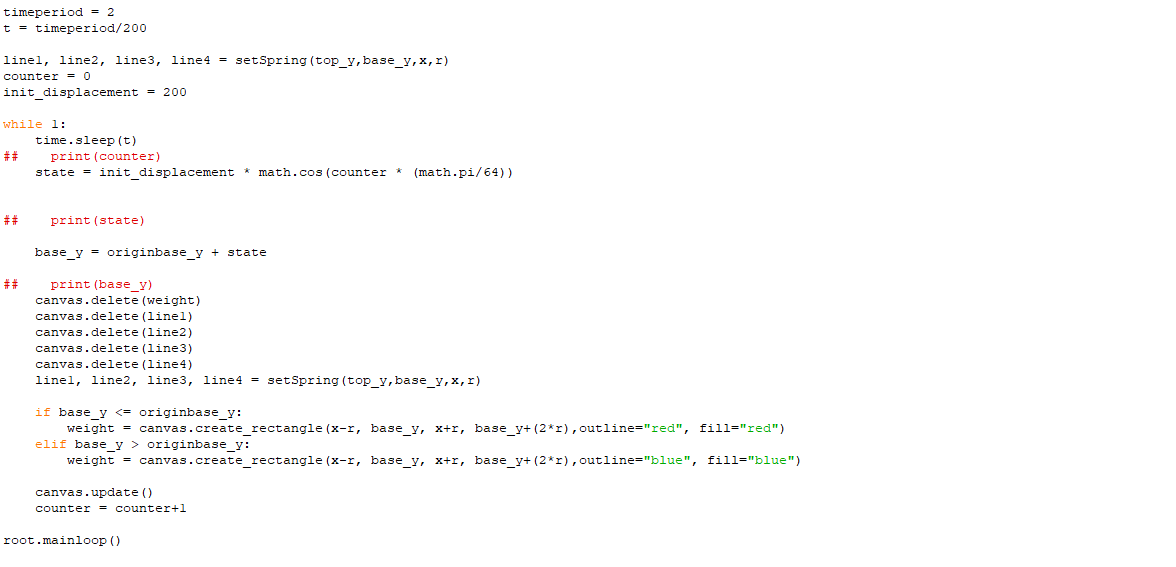 timeperiod = 2
t = timeperiod/200
line1, line2, line3, line4 = setSpring(top_y,base_y,x,r)
counter = 0
init_displacement = 200
while 1:
    time.sleep(t)
##    print(counter)
    state = init_displacement * math.cos(counter * (math.pi/64))
##    print(state)
    base_y = originbase_y + state
##    print(base_y)
    canvas.delete(weight)
    canvas.delete(line1)
    canvas.delete(line2)
    canvas.delete(line3)
    canvas.delete(line4)
    line1, line2, line3, line4 = setSpring(top_y,base_y,x,r)
    if base_y <= originbase_y:
        weight = canvas.create_rectangle(x-r, base_y, x+r, base_y+(2*r),outline="red", fill="red")
    elif base_y > originbase_y:
        weight = canvas.create_rectangle(x-r, base_y, x+r, base_y+(2*r),outline="blue", fill="blue")
    canvas.update()
    counter = counter+1
root.mainloop()